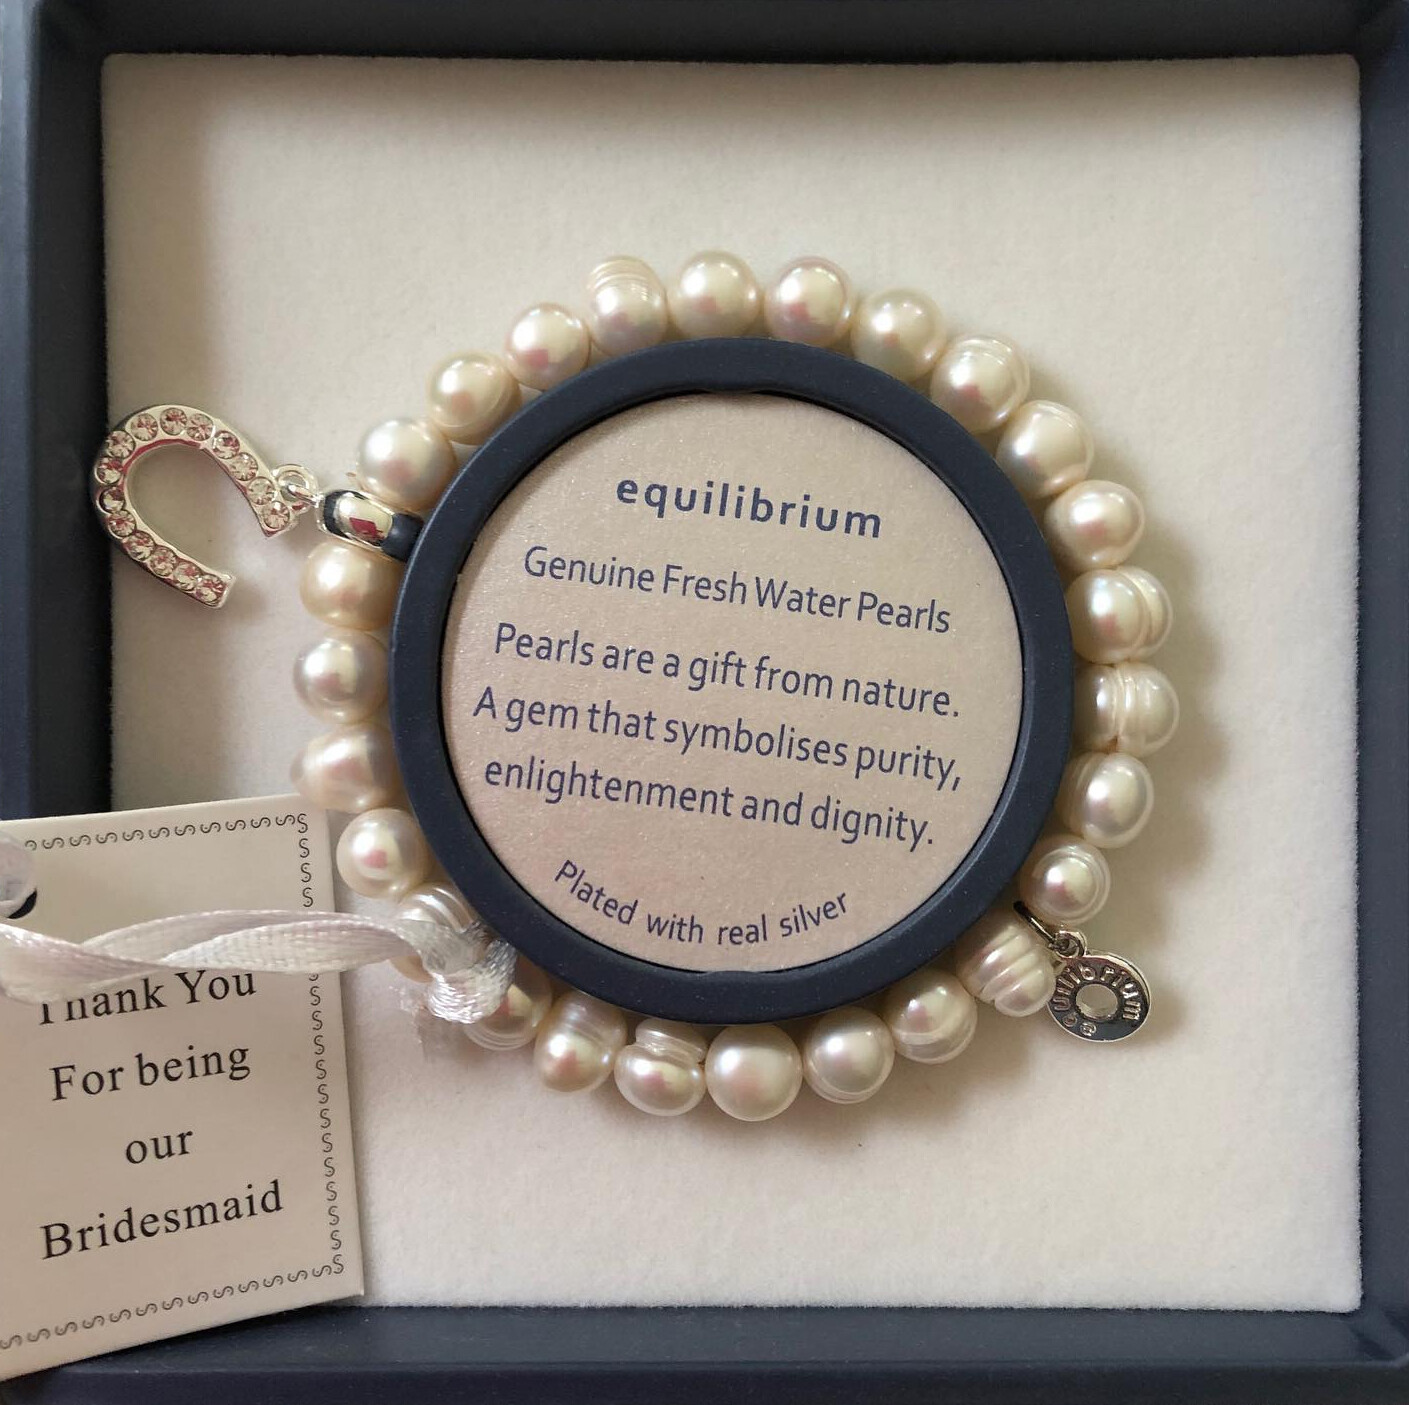 equilibrium
Genuine Fresh Water Pearls
Pearls are a gift from nature.
A gem that symbolises purity,
enlightenment and dignity.
Plated with real silver
equilibrium
Thank You
For being
our
Bridesmaid